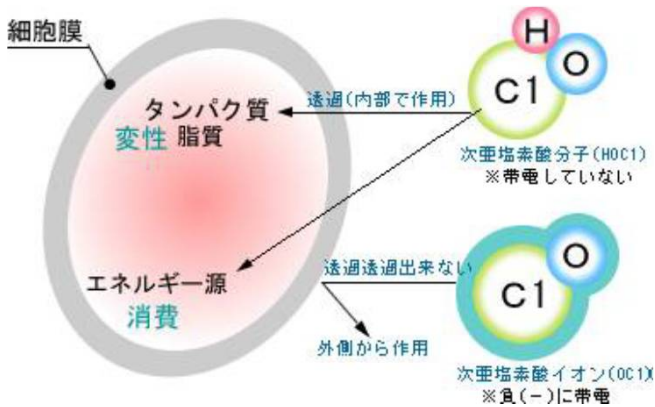 細胞膜
H
O
C1
タンパク質
変性 脂質
透過(内部で作用)
次亜塩素酸分子(HOC1)
※帯電していない
エネルギー源
消費
透過透過出来ない
外側から作用
O
C1
次亜塩素酸イオン(OC1)
※負(-)に帯電